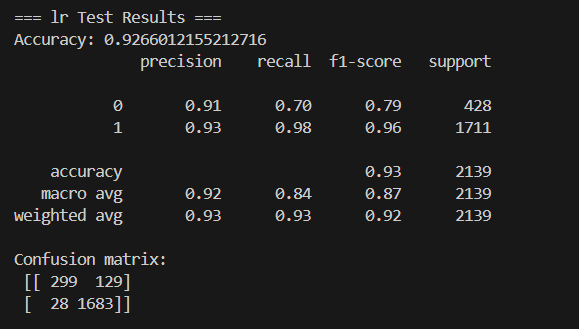 === lr Test Results ===
Accuracy: 0.9266012155212716
precision recall f1-score support
0 0.91 0.70 0.79 428
1 0.93 0.98 0.96 1711
accuracy 0.93 2139
macro avg 0.92 0.84 0.87 2139
weighted avg 0.93 0.93 0.92 2139
Confusion matrix:
[[ 299 129]
[ 28 1683]]